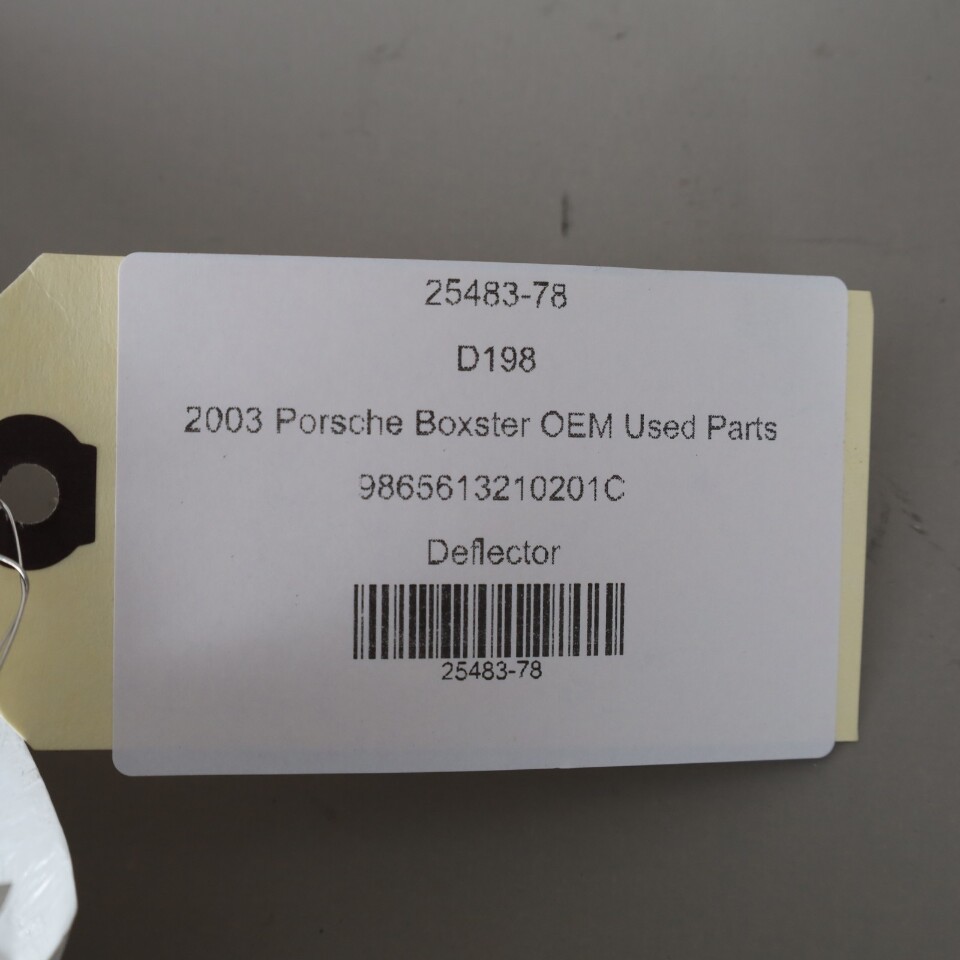 25483-78
D198
2003 Porsche Boxster OEM Used Parts
9865613210201C
Deflector
25483-78